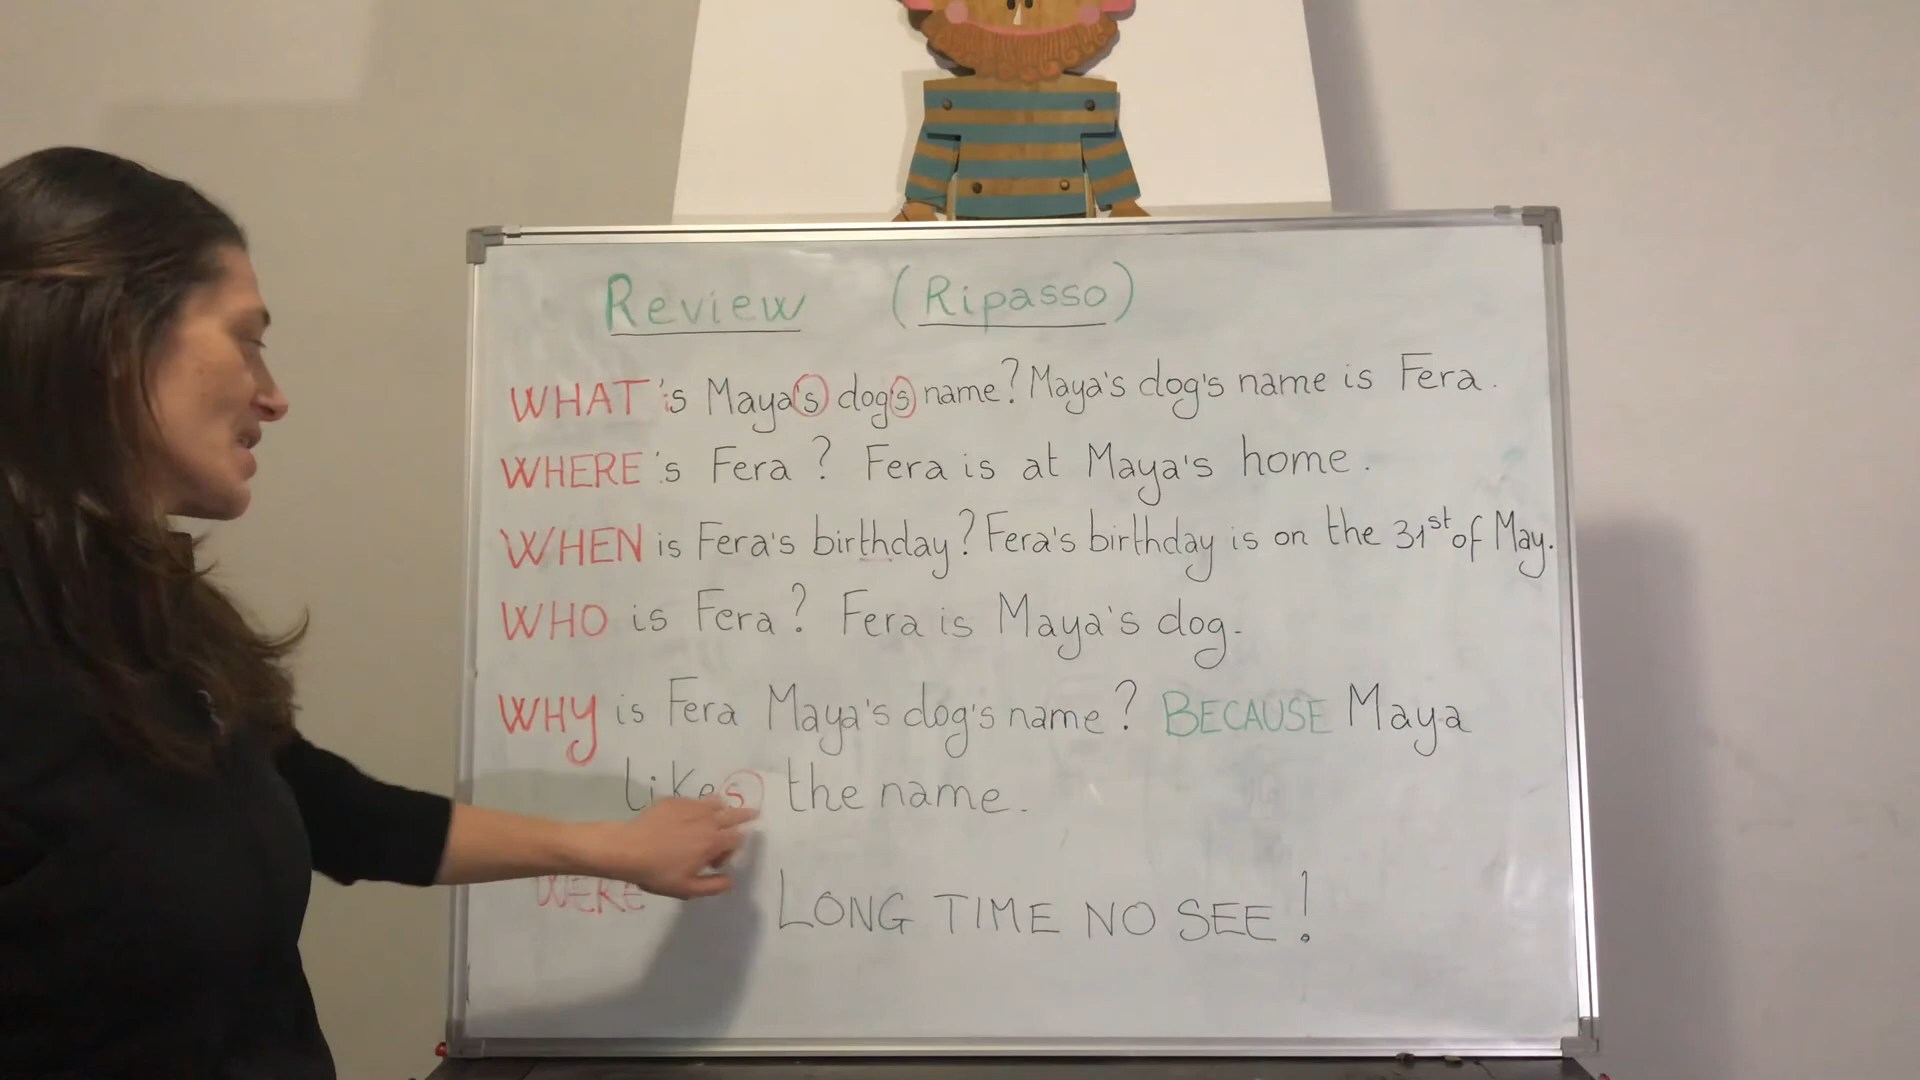 Review (Ripasso)
WHAT's Maya's dog's name? Maya's dog's name is Fera.
WHERE's Fera? Fera is at Maya's home.
WHEN is Fera's birthday? Fera's birthday is on the 31st of May.
WHO is Fera? Fera is Maya's dog.
WHY is Fera Maya's dog's name? BECAUSE Maya
likes the name.
WERE LONG TIME NO SEE!